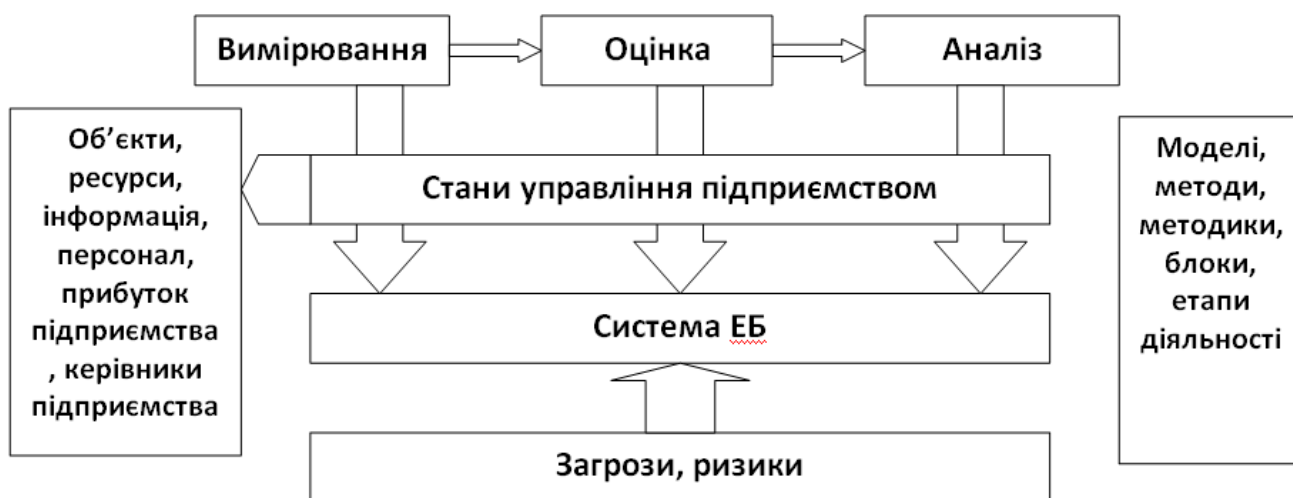 Вимірювання
Оцінка
Аналіз
Об’єкти,
ресурси,
інформація,
персонал,
прибуток
підприємства
, керівники
підприємства
Стани управління підприємством
Система ЕБ
Загрози, ризики
Моделі,
методи,
методики,
блоки,
етапи
діяльності